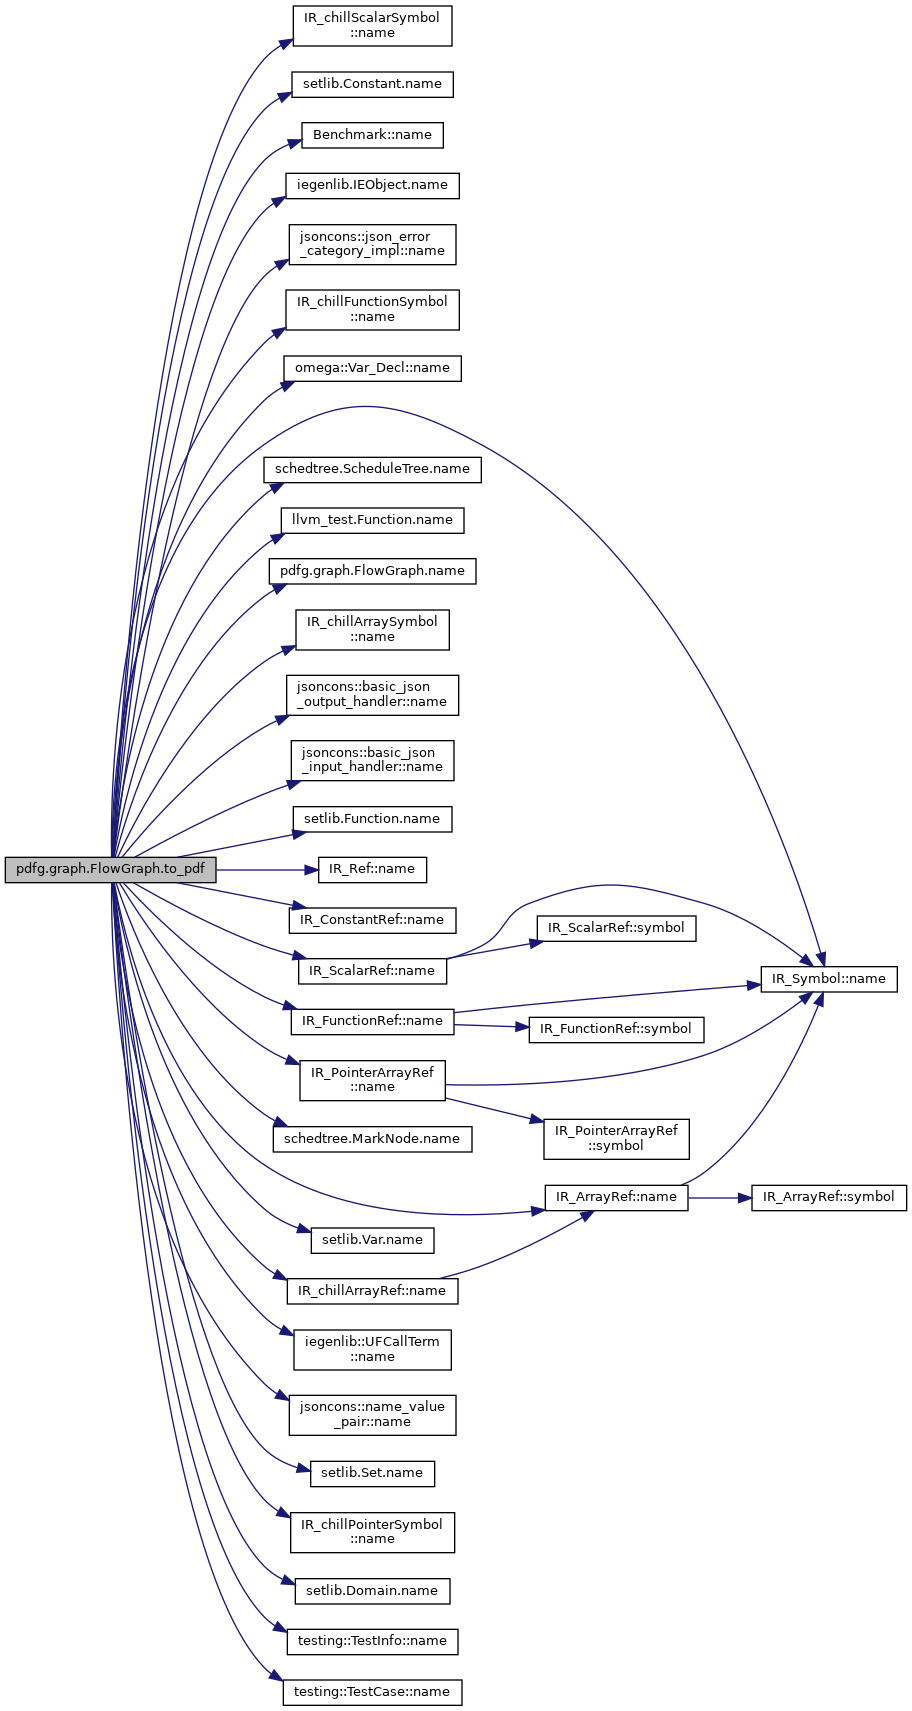 IR_chillScalarSymbol
::name
setlib.Constant.name
Benchmark::name
iegenlib.IEObject.name
jsoncons::json_error
_category_impl::name
IR_chillFunctionSymbol
::name
omega::Var_Decl::name
schedtree.ScheduleTree.name
llvm_test.Function.name
pdfg.graph.FlowGraph.name
IR_chillArraySymbol
::name
jsoncons::basic_json
_output_handler::name
jsoncons::basic_json
_input_handler::name
setlib.Function.name
pdfg.graph.FlowGraph.to_pdf
IR_Ref::name
IR_ConstantRef::name
IR_ScalarRef::symbol
IR_ScalarRef::name
IR_Symbol::name
IR_FunctionRef::name
IR_FunctionRef::symbol
IR_PointerArrayRef
::name
schedtree.MarkNode.name
IR_PointerArrayRef
::symbol
IR_ArrayRef::name
IR_ArrayRef::symbol
setlib.Var.name
IR_chillArrayRef::name
iegenlib::UFCallTerm
::name
jsoncons::name_value
_pair::name
setlib.Set.name
IR_chillPointerSymbol
::name
setlib.Domain.name
testing::TestInfo::name
testing::TestCase::name